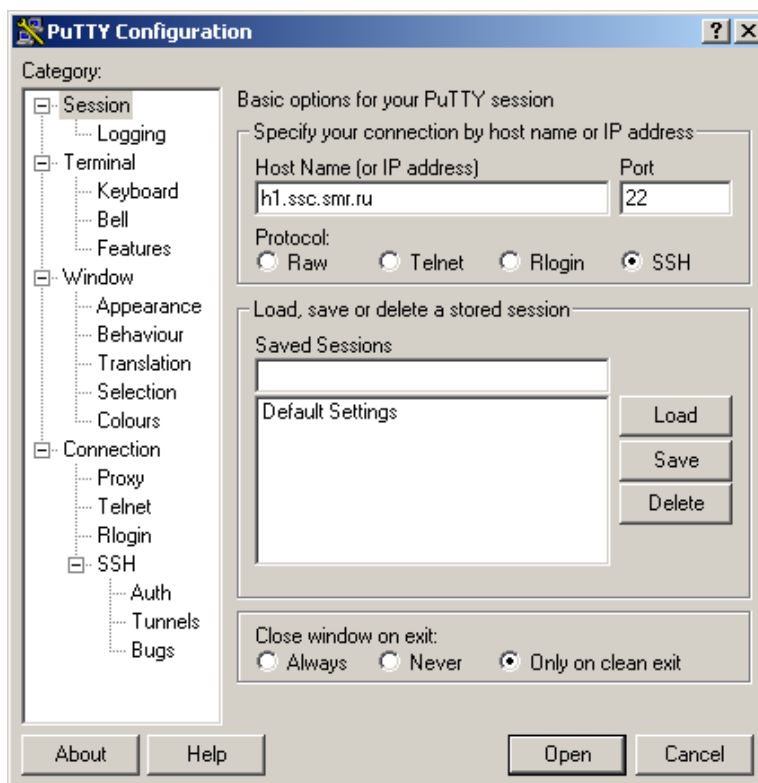 PuTTY Configuration
Category:
Session
Logging
Terminal
Keyboard
Bell
Features
Window
Appearance
Behaviour
Translation
Selection
Colours
Connection
Proxy
Telnet
Rlogin
SSH
Auth
Tunnels
Bugs
Basic options for your PuTTY session
Specify your connection by host name or IP address
Host Name (or IP address) Port
h1.ssc.smr.ru 22
Protocol:
Raw Telnet Rlogin SSH
Load, save or delete a stored session
Saved Sessions
Default Settings
Load
Save
Delete
Close window on exit:
Always Never Only on clean exit
About Help Open Cancel